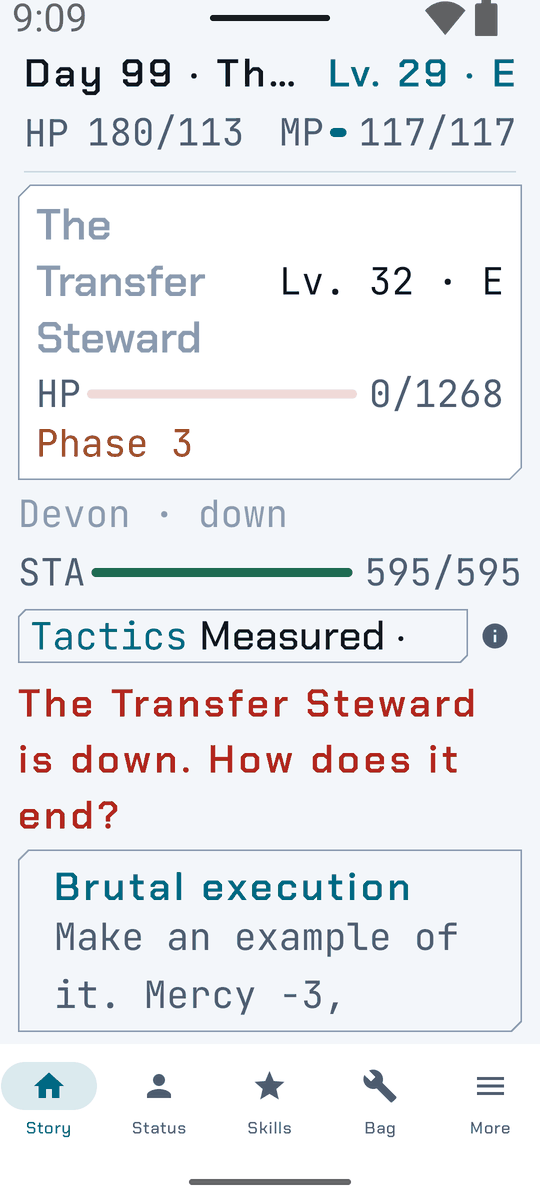 9:09
Day 99 · Th... Lv. 29 · E
HP 180/113 MP 117/117
The
Transfer Lv. 32 · E
Steward
HP 0/1268
Phase 3
Devon · down
STA 595/595
Tactics Measured ·
The Transfer Steward
is down. How does it
end?
Brutal execution
Make an example of
it. Mercy -3,
Story Status Skills Bag More